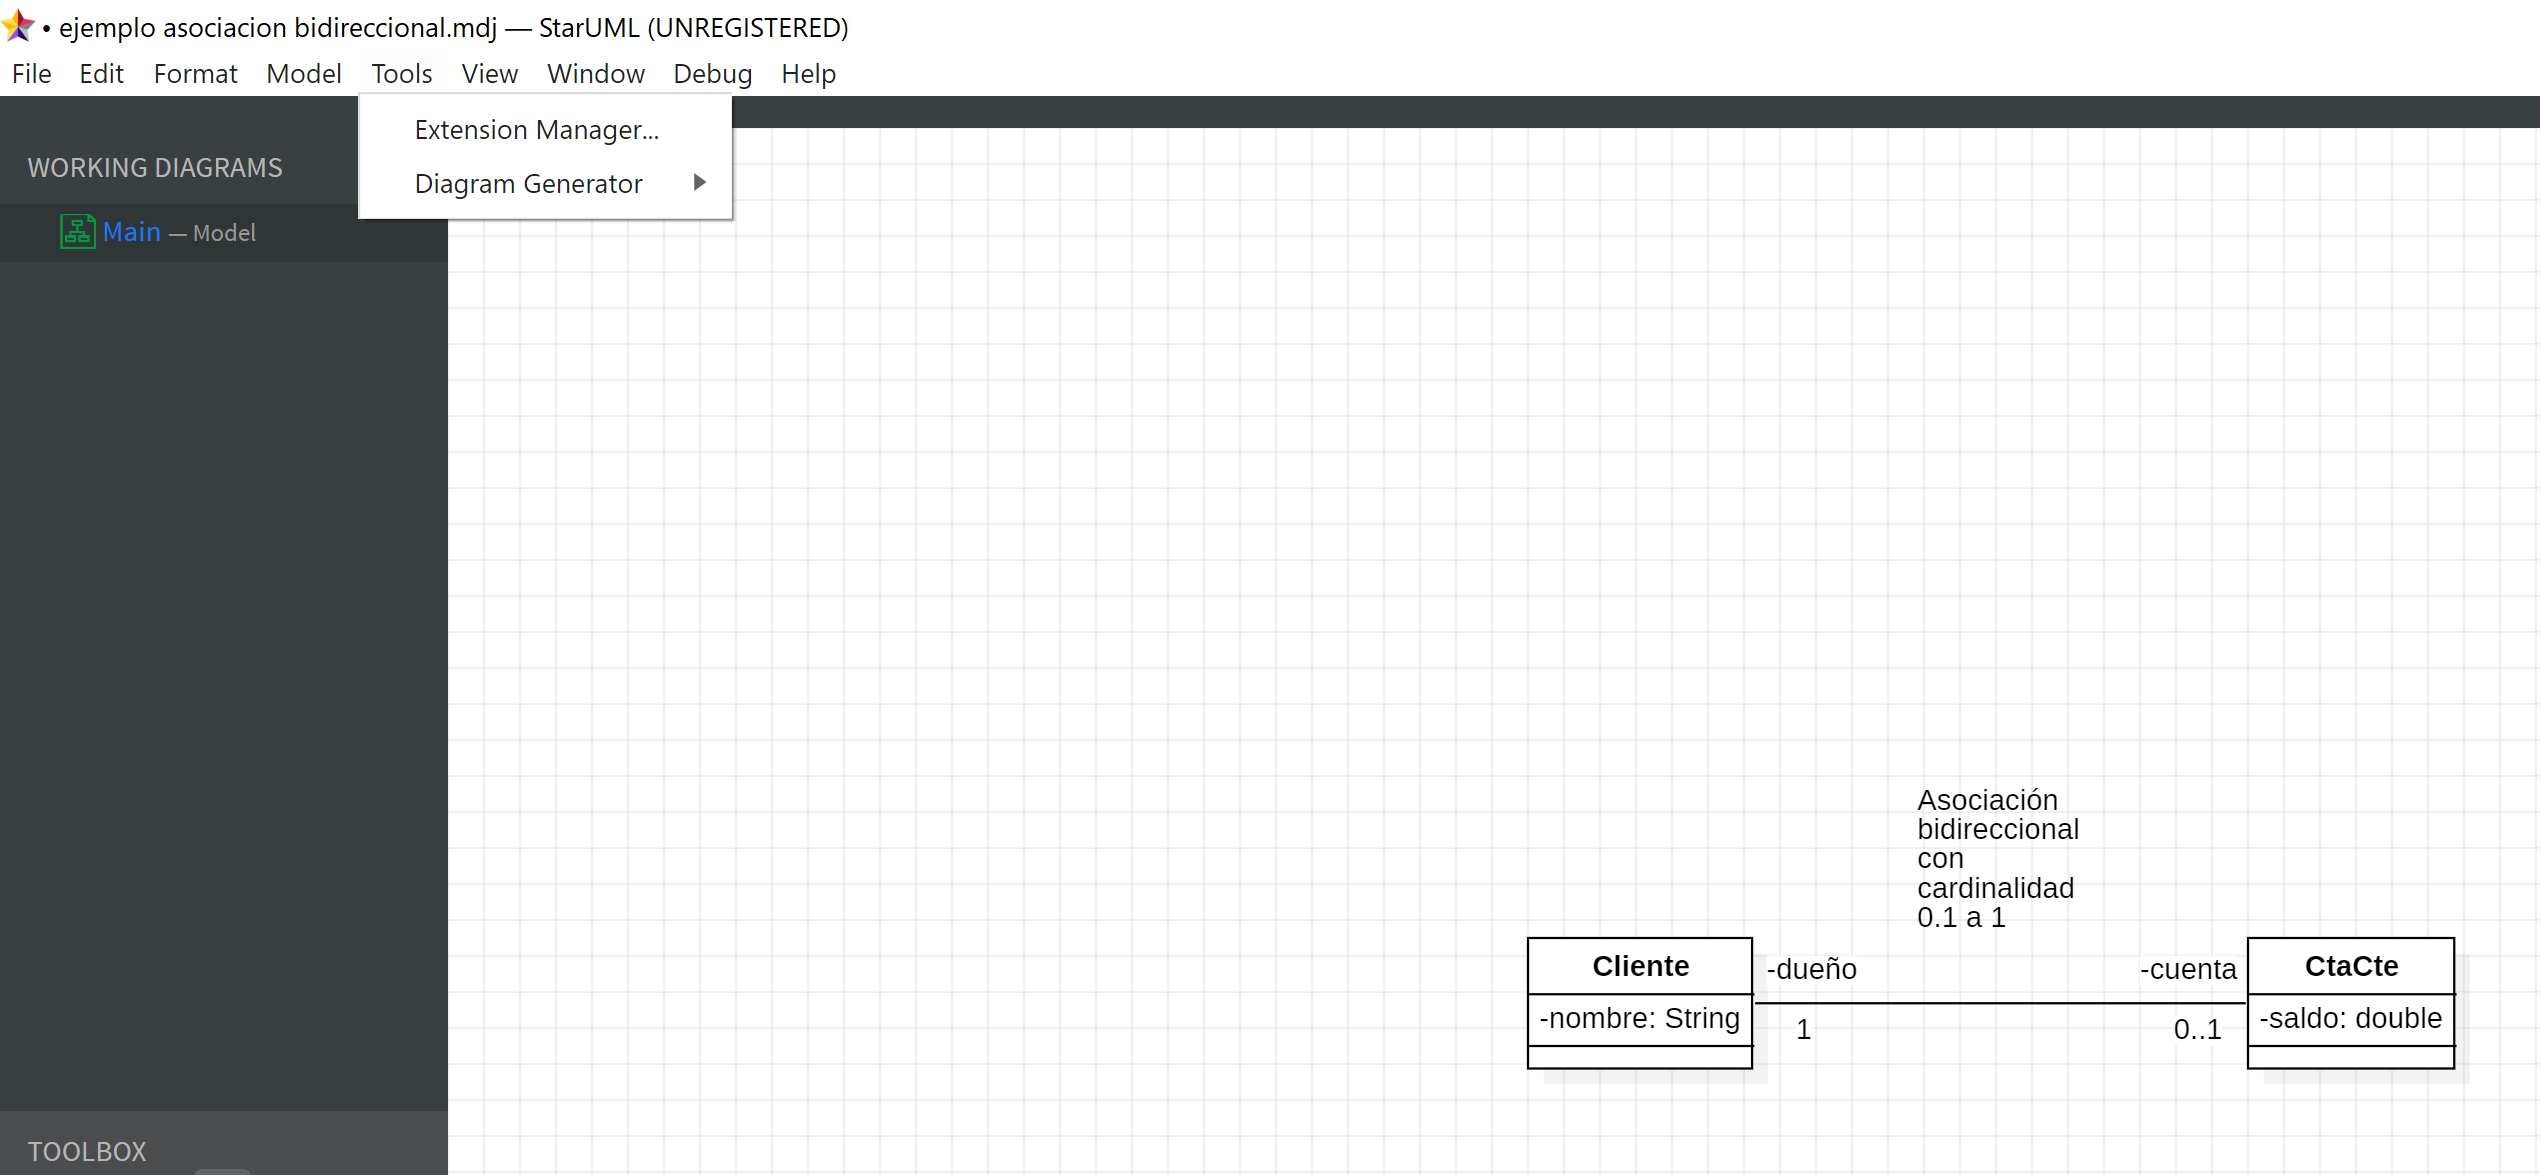 • ejemplo asociacion bidireccional.mdj — StarUML (UNREGISTERED)
File Edit Format Model Tools View Window Debug Help
Extension Manager...
Diagram Generator
WORKING DIAGRAMS
Main — Model
Asociación
bidireccional
con
cardinalidad
0.1 a 1
Cliente
-nombre: String
-dueño
1
-cuenta
0..1
CtaCte
-saldo: double
TOOLBOX